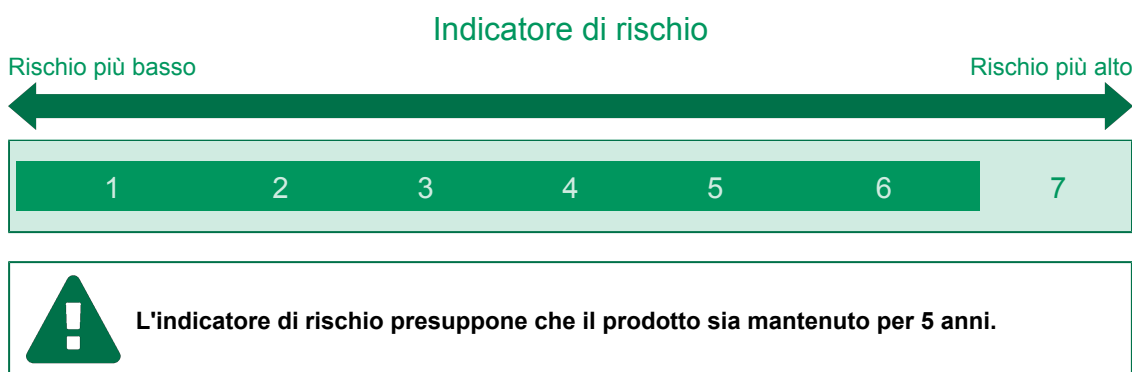 Indicatore di rischio
Rischio più basso Rischio più alto
1 2 3 4 5 6 7
L'indicatore di rischio presuppone che il prodotto sia mantenuto per 5 anni.